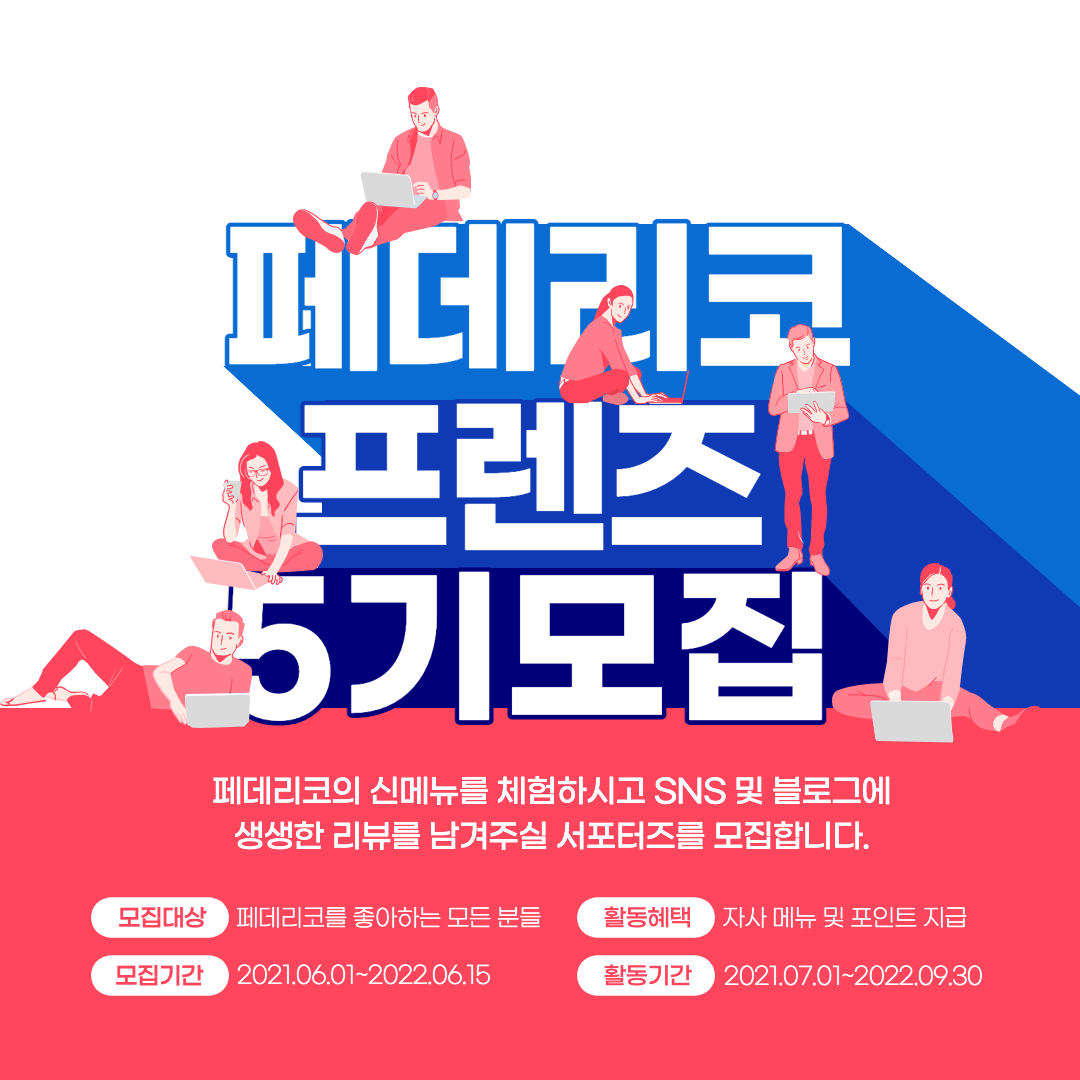 페데리코
프렌즈
5기모집
페데리코의 신메뉴를 체험하시고 SNS 및 블로그에
생생한 리뷰를 남겨주실 서포터즈를 모집합니다.
모집대상 페데리코를 좋아하는 모든 분들
활동혜택 자사 메뉴 및 포인트 지급
모집기간 2021.06.01~2022.06.15
활동기간 2021.07.01~2022.09.30